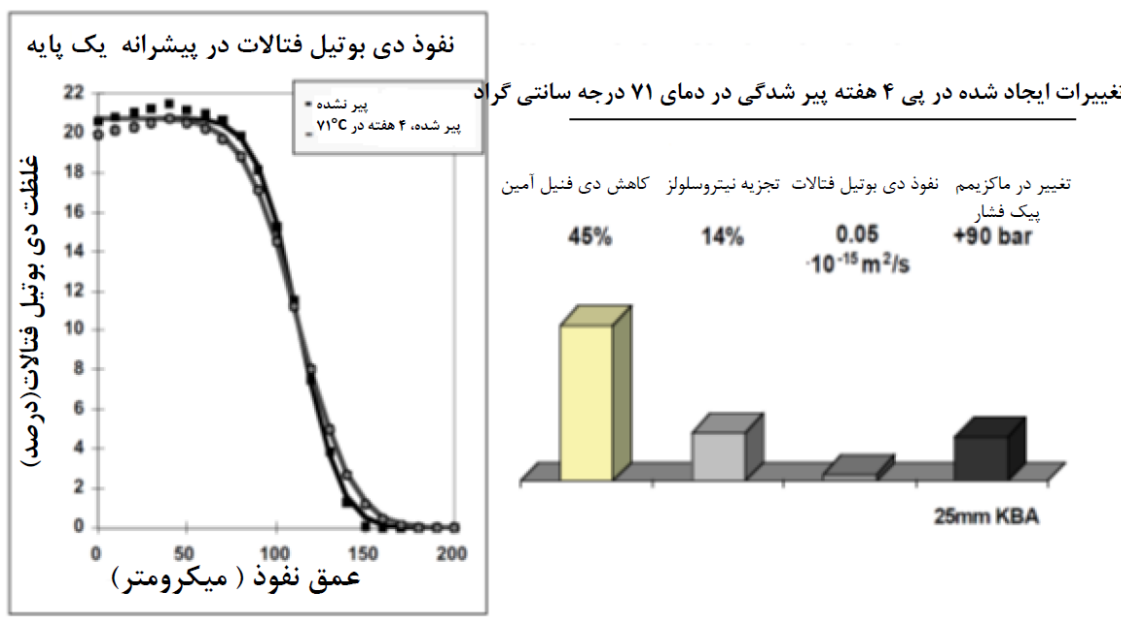 نفوذ دی بوتیل فتالات در پیشرانه یک پایه
پیر نشده
پیر شده، ۴ هفته در ۷۱°C
غلظت دی بوتیل فتالات(درصد)
22
20
18
16
14
12
10
8
6
4
2
0
0 50 100 150 200
عمق نفوذ ( میکرومتر)
تغییرات ایجاد شده در پی ۴ هفته پیر شدگی در دمای ۷۱ درجه سانتی گراد
کاهش دی فنیل آمین
45%
تجزیه نیتروسلولز
14%
نفوذ دی بوتیل فتالات
0.05
·10⁻¹⁵ m²/s
تغییر در ماکزیمم
پیک فشار
+90 bar
25mm KBA